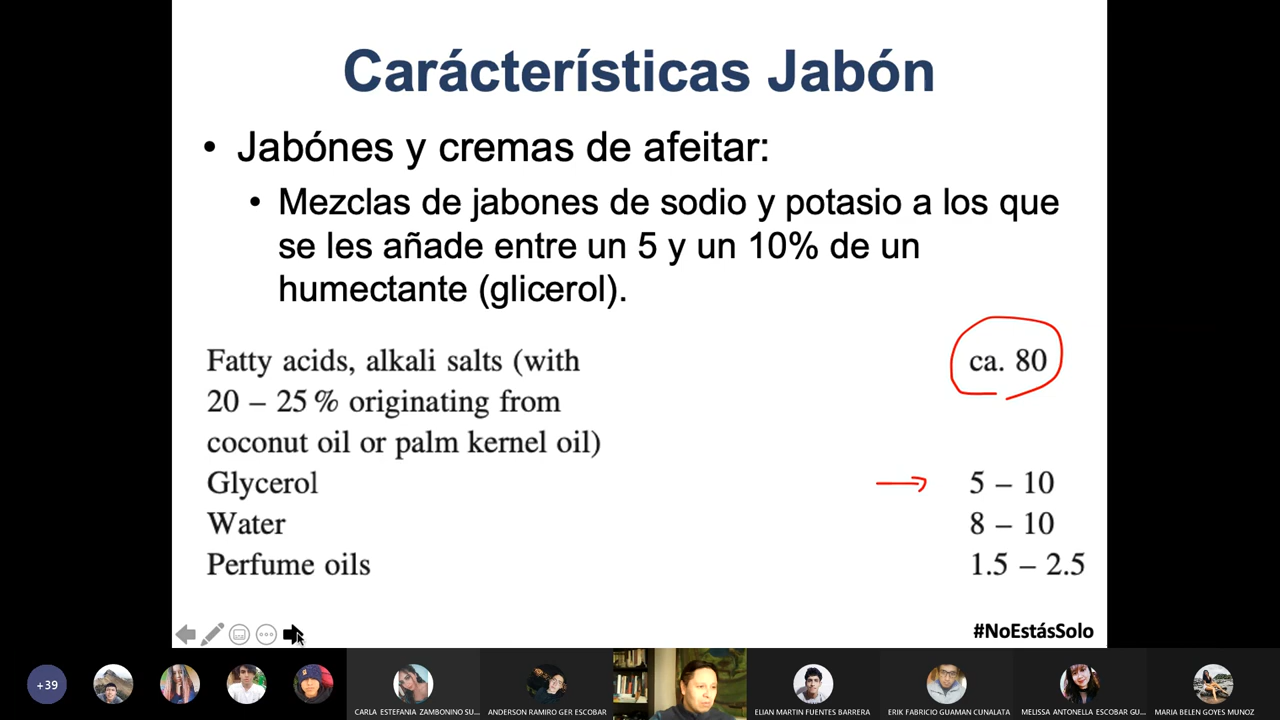 Carácterísticas Jabón
• Jabónes y cremas de afeitar:
• Mezclas de jabones de sodio y potasio a los que
se les añade entre un 5 y un 10% de un
humectante (glicerol).
Fatty acids, alkali salts (with ca. 80
20 – 25 % originating from
coconut oil or palm kernel oil)
Glycerol 5 – 10
Water 8 – 10
Perfume oils 1.5 – 2.5
#NoEstásSolo
+39
CARLA ESTEFANIA ZAMBONINO SU...
ANDERSON RAMIRO GER ESCOBAR
ELIAN MARTIN FUENTES BARRERA
ERIK FABRICIO GUAMAN CUNALATA
MELISSA ANTONELLA ESCOBAR GU...
MARIA BELEN GOYES MUNOZ